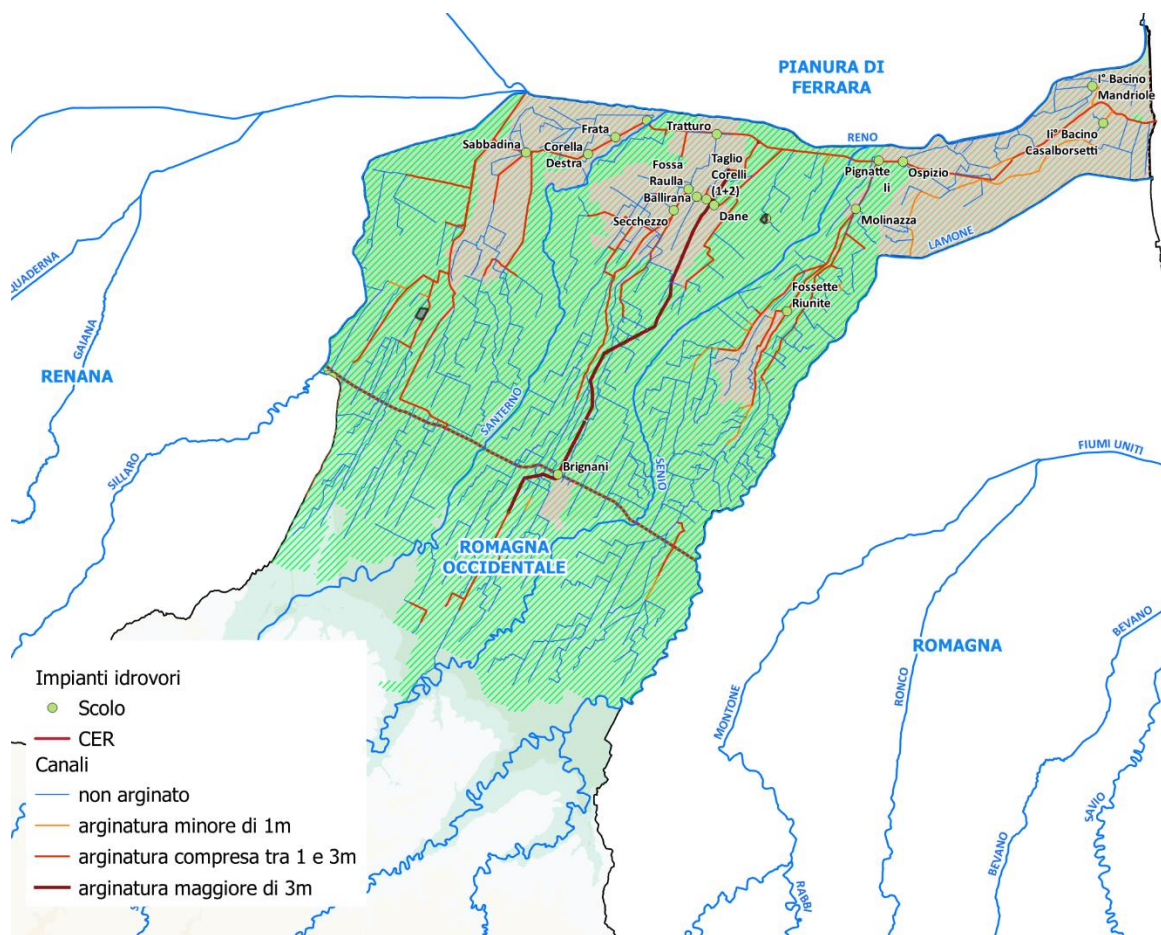 PIANURA DI
FERRARA
I° Bacino
Mandriole
Ii° Bacino
Casalborsetti
RENO
Tratturo
Frata
Sabbadina
Corella
Destra
Fossa
Raulla
Ballirana
Secchezzo
Taglio
Corelli
(1+2)
Dane
Pignatte
Ii
Ospizio
Molinazza
LAMONE
Fossette
Riunite
QUADERNA
GAIANA
RENANA
SILLARO
SANTERNO
SENIO
Brignani
ROMAGNA
OCCIDENTALE
FIUMI UNITI
ROMAGNA
MONTONE
RONCO
BEVANO
BEVANO
SAVIO
RABBI
Impianti idrovori
Scolo
CER
Canali
non arginato
arginatura minore di 1m
arginatura compresa tra 1 e 3m
arginatura maggiore di 3m